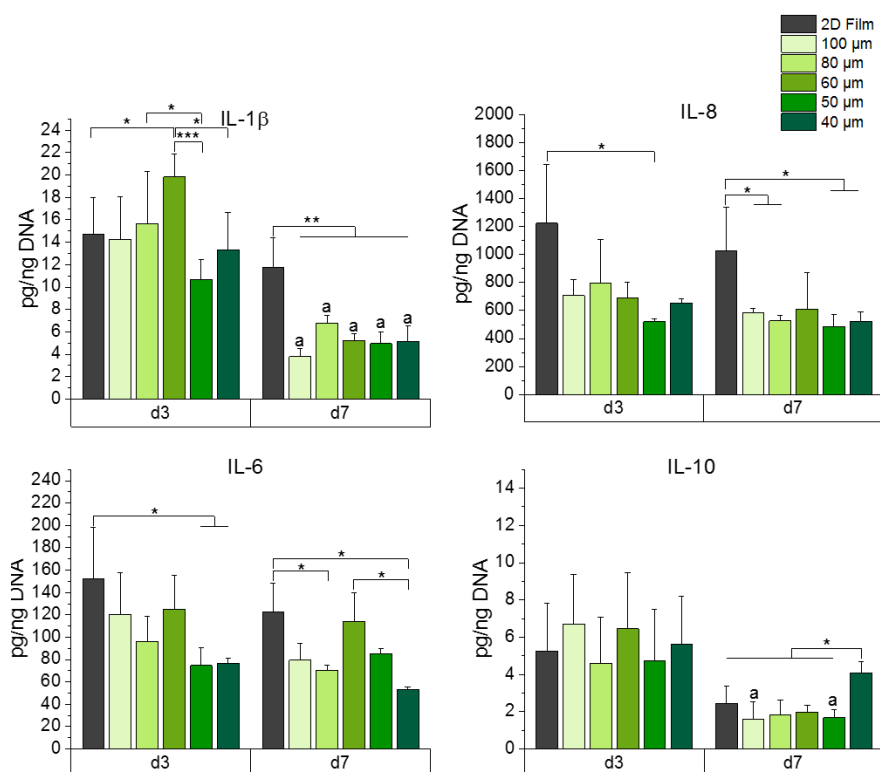 2D Film
100 µm
80 µm
60 µm
50 µm
40 µm
IL-1β
pg/ng DNA
24
22
20
18
16
14
12
10
8
6
4
2
0
*
*
*
***
**
a
a
a
a
a
d3
d7
IL-8
pg/ng DNA
2000
1800
1600
1400
1200
1000
800
600
400
200
0
*
*
*
d3
d7
IL-6
pg/ng DNA
240
220
200
180
160
140
120
100
80
60
40
20
0
*
*
*
*
d3
d7
IL-10
pg/ng DNA
14
12
10
8
6
4
2
0
*
a
a
d3
d7